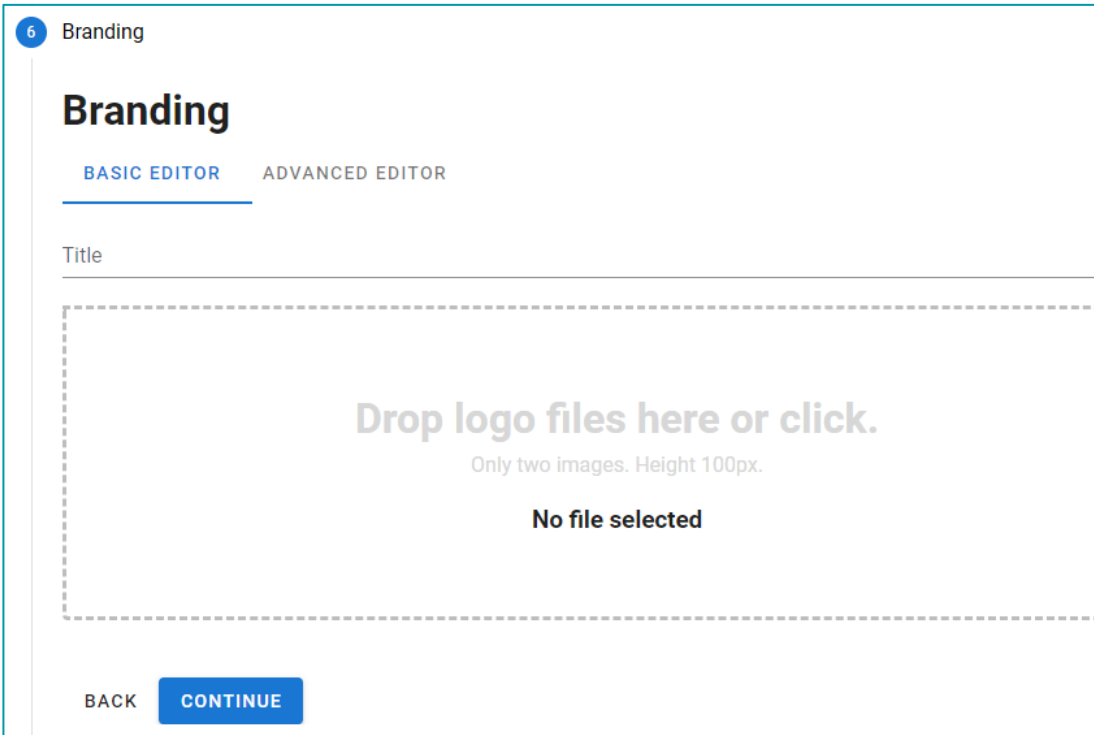 6 Branding
Branding
BASIC EDITOR ADVANCED EDITOR
Title
Drop logo files here or click.
Only two images. Height 100px.
No file selected
BACK CONTINUE